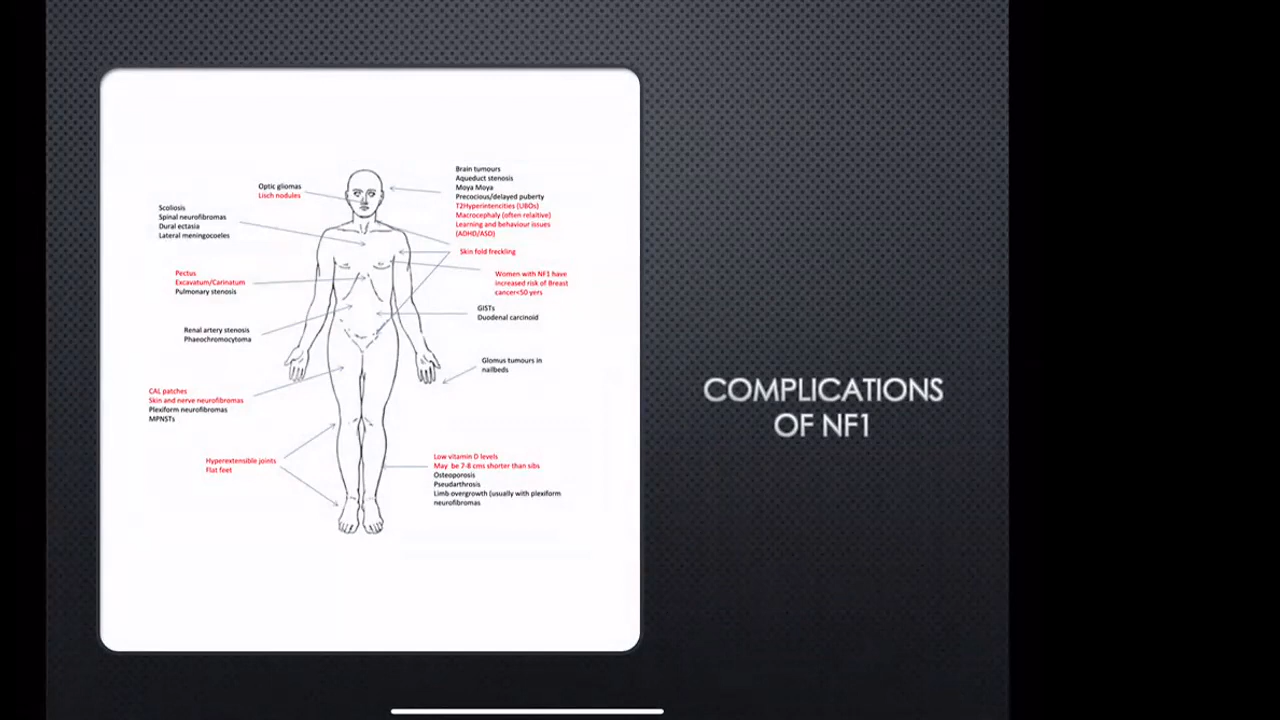 Optic gliomas
Lisch nodules
Scoliosis
Spinal neurofibromas
Dural ectasia
Lateral meningocoeles
Pectus
Excavatum/Carinatum
Pulmonary stenosis
Renal artery stenosis
Phaeochromocytoma
CAL patches
Skin and nerve neurofibromas
Plexiform neurofibromas
MPNSTs
Hyperextensible joints
Flat feet
Brain tumours
Aqueduct stenosis
Moya Moya
Precocious/delayed puberty
T2Hyperintencities (UBOs)
Macrocephaly (often relaitive)
Learning and behaviour issues
(ADHD/ASD)
Skin fold freckling
Women with NF1 have
increased risk of Breast
cancer<50 yers
GISTs
Duodenal carcinoid
Glomus tumours in
nailbeds
Low vitamin D levels
May be 7-8 cms shorter than sibs
Osteoporosis
Pseudarthrosis
Limb overgrowth (usually with plexiform
neurofibromas
COMPLICATIONS
OF NF1